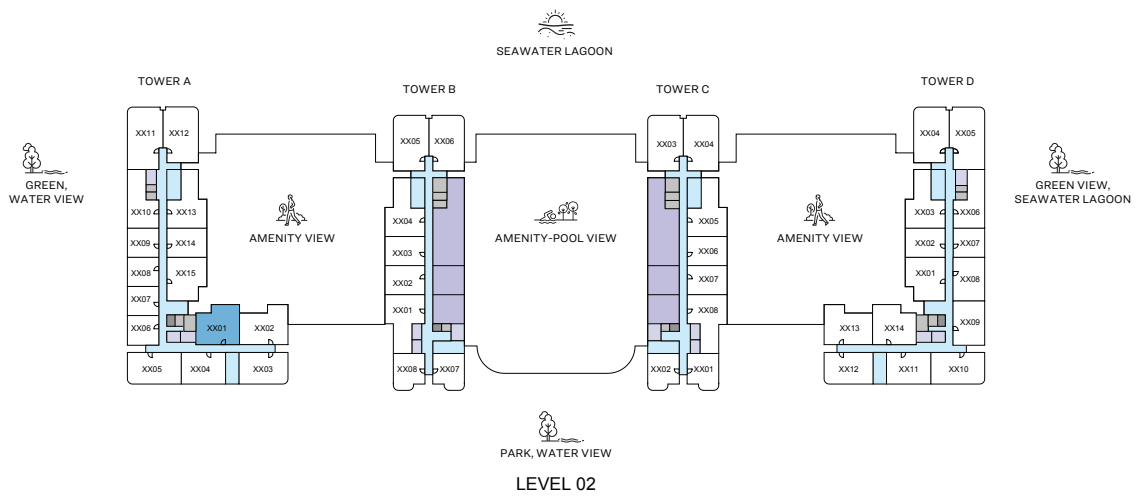 SEAWATER LAGOON
TOWER A
TOWER B
TOWER C
TOWER D
XX11
XX12
XX05
XX06
XX03
XX04
XX04
XX05
GREEN,
WATER VIEW
GREEN VIEW,
SEAWATER LAGOON
XX10
XX13
XX09
XX14
XX08
XX15
XX07
XX06
XX01
XX02
XX05
XX04
XX03
AMENITY VIEW
XX04
XX03
XX02
XX01
XX08
XX07
AMENITY-POOL VIEW
XX05
XX06
XX07
XX08
XX02
XX01
AMENITY VIEW
XX03
XX06
XX02
XX07
XX01
XX08
XX09
XX13
XX14
XX12
XX11
XX10
PARK, WATER VIEW
LEVEL 02